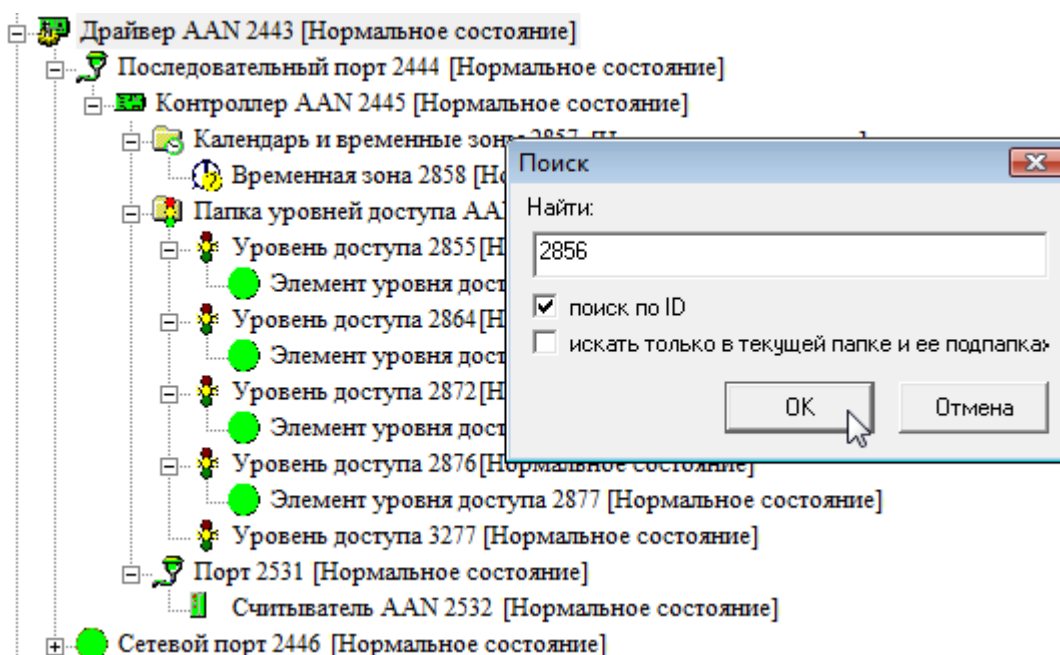 Драйвер AAN 2443 [Нормальное состояние]
Последовательный порт 2444 [Нормальное состояние]
Контроллер AAN 2445 [Нормальное состояние]
Календарь и временные зоны 2857
Временная зона 2858
Папка уровней доступа
Уровень доступа 2855
Элемент уровня
Уровень доступа 2864
Элемент уровня
Уровень доступа 2872
Элемент уровня
Уровень доступа 2876[Нормальное состояние]
Элемент уровня доступа 2877 [Нормальное состояние]
Уровень доступа 3277 [Нормальное состояние]
Порт 2531 [Нормальное состояние]
Считыватель AAN 2532 [Нормальное состояние]
Сетевой порт 2446 [Нормальное состояние]
Поиск
Найти:
2856
поиск по ID
искать только в текущей папке и ее подпапках
OK
Отмена